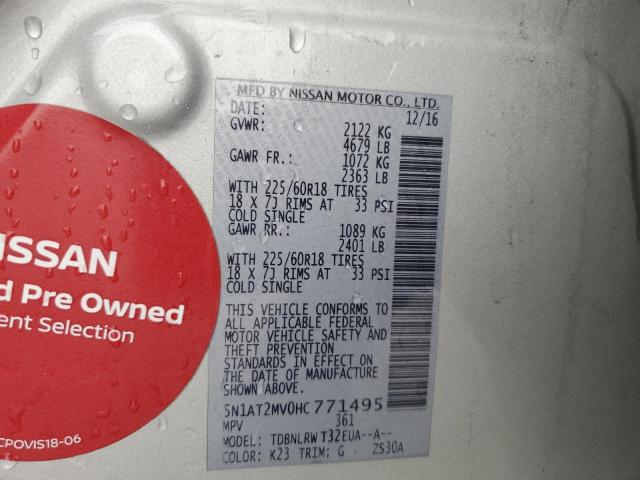 MFD BY NISSAN MOTOR CO., LTD.
DATE: 12/16
GVWR: 2122 KG
4679 LB
GAWR FR.: 1072 KG
2363 LB
WITH 225/60R18 TIRES
18 X 7J RIMS AT 33 PSI
COLD SINGLE
GAWR RR.: 1089 KG
2401 LB
WITH 225/60R18 TIRES
18 X 7J RIMS AT 33 PSI
COLD SINGLE
THIS VEHICLE CONFORMS TO
ALL APPLICABLE FEDERAL
MOTOR VEHICLE SAFETY AND
THEFT PREVENTION
STANDARDS IN EFFECT ON
THE DATE OF MANUFACTURE
SHOWN ABOVE.
5N1AT2MV0HC771495
MPV 361
MODEL: TDBNLRWT32EUA--A--
COLOR: K23 TRIM: G ZS30A
ISSAN
d Pre Owned
ent Selection
CPOVIS18-06